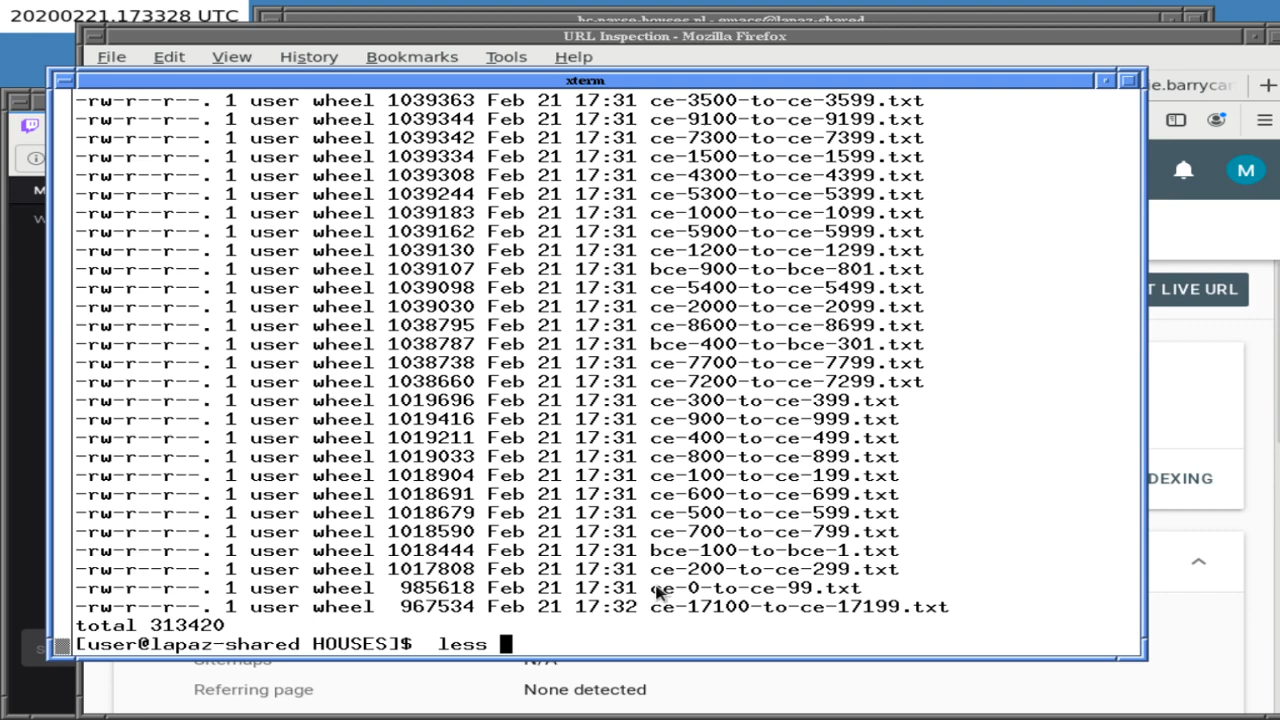 20200221.173328 UTC
bc-parse-houses.pl - emacs@lapaz-shared
URL Inspection - Mozilla Firefox
File Edit View History Bookmarks Tools Help
xterm
ie.barycar
-rw-r--r--. 1 user wheel 1039363 Feb 21 17:31 ce-3500-to-ce-3599.txt
-rw-r--r--. 1 user wheel 1039344 Feb 21 17:31 ce-9100-to-ce-9199.txt
-rw-r--r--. 1 user wheel 1039342 Feb 21 17:31 ce-7300-to-ce-7399.txt
-rw-r--r--. 1 user wheel 1039334 Feb 21 17:31 ce-1500-to-ce-1599.txt
-rw-r--r--. 1 user wheel 1039308 Feb 21 17:31 ce-4300-to-ce-4399.txt
-rw-r--r--. 1 user wheel 1039244 Feb 21 17:31 ce-5300-to-ce-5399.txt
-rw-r--r--. 1 user wheel 1039183 Feb 21 17:31 ce-1000-to-ce-1099.txt
-rw-r--r--. 1 user wheel 1039162 Feb 21 17:31 ce-5900-to-ce-5999.txt
-rw-r--r--. 1 user wheel 1039130 Feb 21 17:31 ce-1200-to-ce-1299.txt
-rw-r--r--. 1 user wheel 1039107 Feb 21 17:31 bce-900-to-bce-801.txt
-rw-r--r--. 1 user wheel 1039098 Feb 21 17:31 ce-5400-to-ce-5499.txt
-rw-r--r--. 1 user wheel 1039030 Feb 21 17:31 ce-2000-to-ce-2099.txt
-rw-r--r--. 1 user wheel 1038795 Feb 21 17:31 ce-8600-to-ce-8699.txt
-rw-r--r--. 1 user wheel 1038787 Feb 21 17:31 bce-400-to-bce-301.txt
-rw-r--r--. 1 user wheel 1038738 Feb 21 17:31 ce-7700-to-ce-7799.txt
-rw-r--r--. 1 user wheel 1038660 Feb 21 17:31 ce-7200-to-ce-7299.txt
-rw-r--r--. 1 user wheel 1019696 Feb 21 17:31 ce-300-to-ce-399.txt
-rw-r--r--. 1 user wheel 1019416 Feb 21 17:31 ce-900-to-ce-999.txt
-rw-r--r--. 1 user wheel 1019211 Feb 21 17:31 ce-400-to-ce-499.txt
-rw-r--r--. 1 user wheel 1019033 Feb 21 17:31 ce-800-to-ce-899.txt
-rw-r--r--. 1 user wheel 1018904 Feb 21 17:31 ce-100-to-ce-199.txt
-rw-r--r--. 1 user wheel 1018691 Feb 21 17:31 ce-600-to-ce-699.txt
-rw-r--r--. 1 user wheel 1018679 Feb 21 17:31 ce-500-to-ce-599.txt
-rw-r--r--. 1 user wheel 1018590 Feb 21 17:31 ce-700-to-ce-799.txt
-rw-r--r--. 1 user wheel 1018444 Feb 21 17:31 bce-100-to-bce-1.txt
-rw-r--r--. 1 user wheel 1017808 Feb 21 17:31 ce-200-to-ce-299.txt
-rw-r--r--. 1 user wheel 985618 Feb 21 17:31 ce-0-to-ce-99.txt
-rw-r--r--. 1 user wheel 967534 Feb 21 17:32 ce-17100-to-ce-17199.txt
total 313420
[user@lapaz-shared HOUSES]$ less
M
T LIVE URL
DEXING
Sitemaps N/A
Referring page None detected